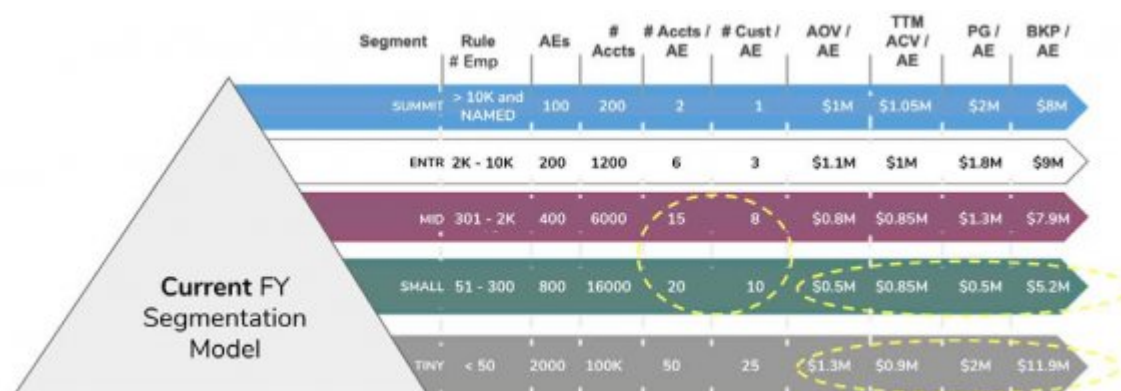 Segment Rule # Emp AEs # Accts # Accts / AE # Cust / AE AOV / AE TTM ACV / AE PG / AE BKP / AE
SUMMIT > 10K and NAMED 100 200 2 1 $1M $1.05M $2M $8M
ENTR 2K - 10K 200 1200 6 3 $1.1M $1M $1.8M $9M
MID 301 - 2K 400 6000 15 8 $0.8M $0.85M $1.3M $7.9M
SMALL 51 - 300 800 16000 20 10 $0.5M $0.85M $0.5M $5.2M
TINY < 50 2000 100K 50 25 $1.3M $0.9M $2M $11.9M
Current FY
Segmentation
Model